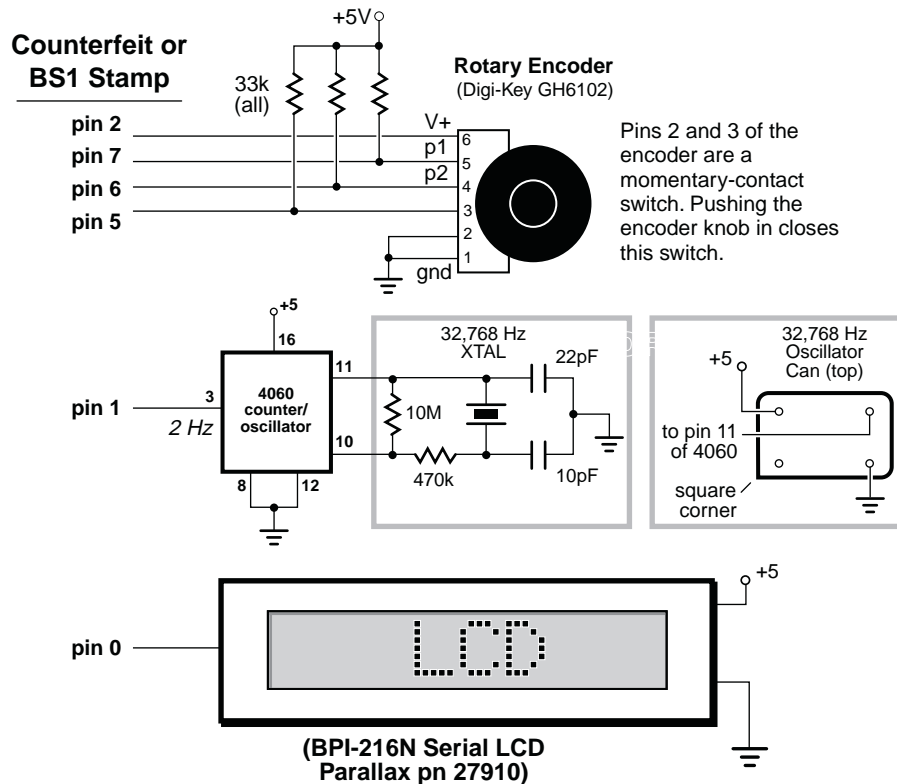 Counterfeit or
BS1 Stamp
+5V
33k
(all)
Rotary Encoder
(Digi-Key GH6102)
pin 2
V+
6
pin 7
p1
5
pin 6
p2
4
pin 5
3
2
1
gnd
Pins 2 and 3 of the
encoder are a
momentary-contact
switch. Pushing the
encoder knob in closes
this switch.
+5
16
pin 1
3
2 Hz
4060
counter/
oscillator
11
10
8
12
32,768 Hz
XTAL
22pF
10M
470k
10pF
32,768 Hz
Oscillator
Can (top)
+5
to pin 11
of 4060
square
corner
pin 0
LCD
+5
(BPI-216N Serial LCD
Parallax pn 27910)